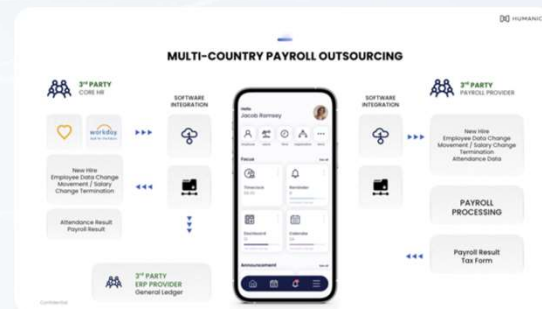 HUMANIC
MULTI-COUNTRY PAYROLL OUTSOURCING
3rd PARTY
CORE HR
SOFTWARE
INTEGRATION
workday
New Hire
Employee Data Change
Movement / Salary
Change Termination
Attendance Result
Payroll Result
3rd PARTY
ERP PROVIDER
General Ledger
Hello
Jacob Ramsey
Focus
Timecard
Reminder
Dashboard
Calendar
Announcement
SOFTWARE
INTEGRATION
3rd PARTY
PAYROLL PROVIDER
New Hire
Employee Data Change
Movement / Salary Change
Termination
Attendance Data
PAYROLL
PROCESSING
Payroll Result
Tax Form
Confidential